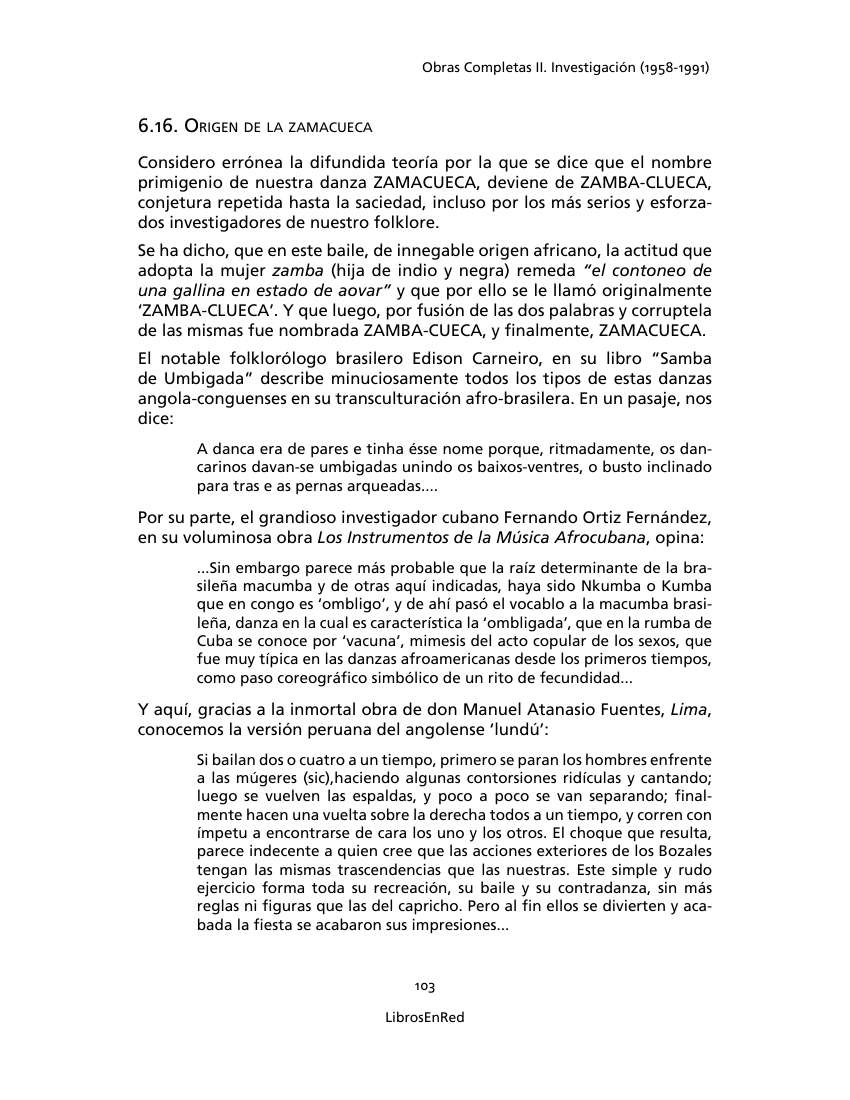 Obras Completas II. Investigación (1958-1991)
6.16. Origen de la zamacueca
Considero errónea la difundida teoría por la que se dice que el nombre
primigenio de nuestra danza ZAMACUECA, deviene de ZAMBA-CLUECA,
conjetura repetida hasta la saciedad, incluso por los más serios y esforza-
dos investigadores de nuestro folklore.
Se ha dicho, que en este baile, de innegable origen africano, la actitud que
adopta la mujer zamba (hija de indio y negra) remeda “el contoneo de
una gallina en estado de aovar” y que por ello se le llamó originalmente
‘ZAMBA-CLUECA’. Y que luego, por fusión de las dos palabras y corruptela
de las mismas fue nombrada ZAMBA-CUECA, y finalmente, ZAMACUECA.
El notable folklorólogo brasilero Edison Carneiro, en su libro “Samba
de Umbigada” describe minuciosamente todos los tipos de estas danzas
angola-conguenses en su transculturación afro-brasilera. En un pasaje, nos
dice:
A danca era de pares e tinha ésse nome porque, ritmadamente, os dan-
carinos davan-se umbigadas unindo os baixos-ventres, o busto inclinado
para tras e as pernas arqueadas....
Por su parte, el grandioso investigador cubano Fernando Ortiz Fernández,
en su voluminosa obra Los Instrumentos de la Música Afrocubana, opina:
...Sin embargo parece más probable que la raíz determinante de la bra-
sileña macumba y de otras aquí indicadas, haya sido Nkumba o Kumba
que en congo es ‘ombligo’, y de ahí pasó el vocablo a la macumba brasi-
leña, danza en la cual es característica la ‘ombligada’, que en la rumba de
Cuba se conoce por ‘vacuna’, mimesis del acto copular de los sexos, que
fue muy típica en las danzas afroamericanas desde los primeros tiempos,
como paso coreográfico simbólico de un rito de fecundidad...
Y aquí, gracias a la inmortal obra de don Manuel Atanasio Fuentes, Lima,
conocemos la versión peruana del angolense ‘lundú’:
Si bailan dos o cuatro a un tiempo, primero se paran los hombres enfrente
a las múgeres (sic),haciendo algunas contorsiones ridículas y cantando;
luego se vuelven las espaldas, y poco a poco se van separando; final-
mente hacen una vuelta sobre la derecha todos a un tiempo, y corren con
ímpetu a encontrarse de cara los uno y los otros. El choque que resulta,
parece indecente a quien cree que las acciones exteriores de los Bozales
tengan las mismas trascendencias que las nuestras. Este simple y rudo
ejercicio forma toda su recreación, su baile y su contradanza, sin más
reglas ni figuras que las del capricho. Pero al fin ellos se divierten y aca-
bada la fiesta se acabaron sus impresiones...
103
LibrosEnRed